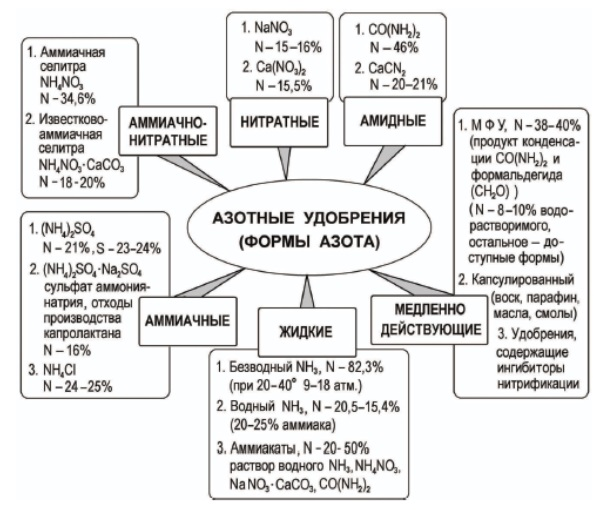 1. Аммиачная
селитра
NH₄NO₃
N – 34,6%
2. Известково-
аммиачная
селитра
NH₄NO₃·CaCO₃
N – 18-20%
АММИАЧНО-
НИТРАТНЫЕ
1. NaNO₃
N – 15–16%
2. Ca(NO₃)₂
N – 15,5%
НИТРАТНЫЕ
1. CO(NH₂)₂
N – 46%
2. CaCN₂
N – 20–21%
АМИДНЫЕ
АЗОТНЫЕ УДОБРЕНИЯ
(ФОРМЫ АЗОТА)
1. М Ф У, N – 38–40%
(продукт конденса-
ции CO(NH₂)₂ и
формальдегида
(CH₂O) )
( N – 8–10% водо-
растворимого,
остальное – до-
ступные формы)
2. Капсулированный
(воск, парафин,
масла, смолы)
3. Удобрения,
содержащие
ингибиторы
нитрификации
МЕДЛЕННО
ДЕЙСТВУЮЩИЕ
1. (NH₄)₂SO₄
N – 21%, S – 23–24%
2. (NH₄)₂SO₄·Na₂SO₄
сульфат аммония-
натрия, отходы
производства
капролактана
N – 16%
3. NH₄Cl
N – 24 – 25%
АММИАЧНЫЕ
ЖИДКИЕ
1. Безводный NH₃, N – 82,3%
(при 20–40° 9–18 атм.)
2. Водный NH₃, N – 20,5–15,4%
(20–25% аммиака)
3. Аммиакаты, N – 20- 50%
раствор водного NH₃, NH₄NO₃,
Na NO₃·CaCO₃, CO(NH₂)₂